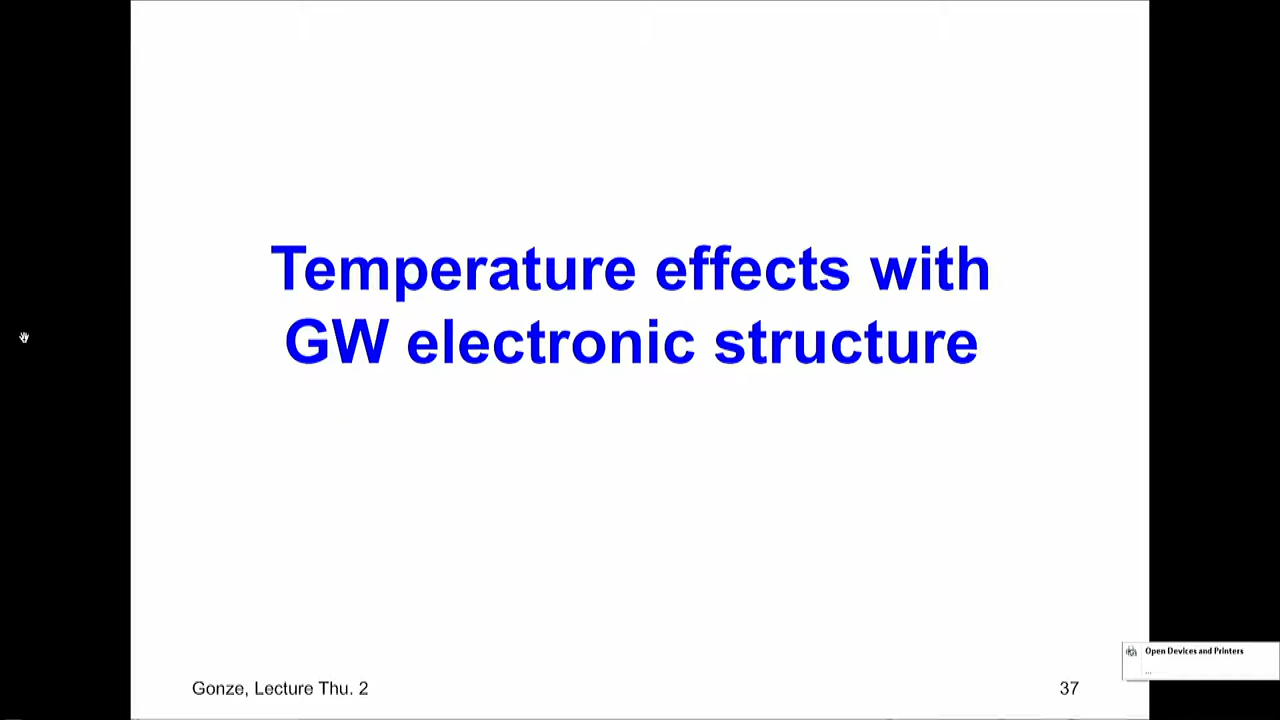 Temperature effects with
GW electronic structure
Gonze, Lecture Thu. 2
37
Open Devices and Printers
...